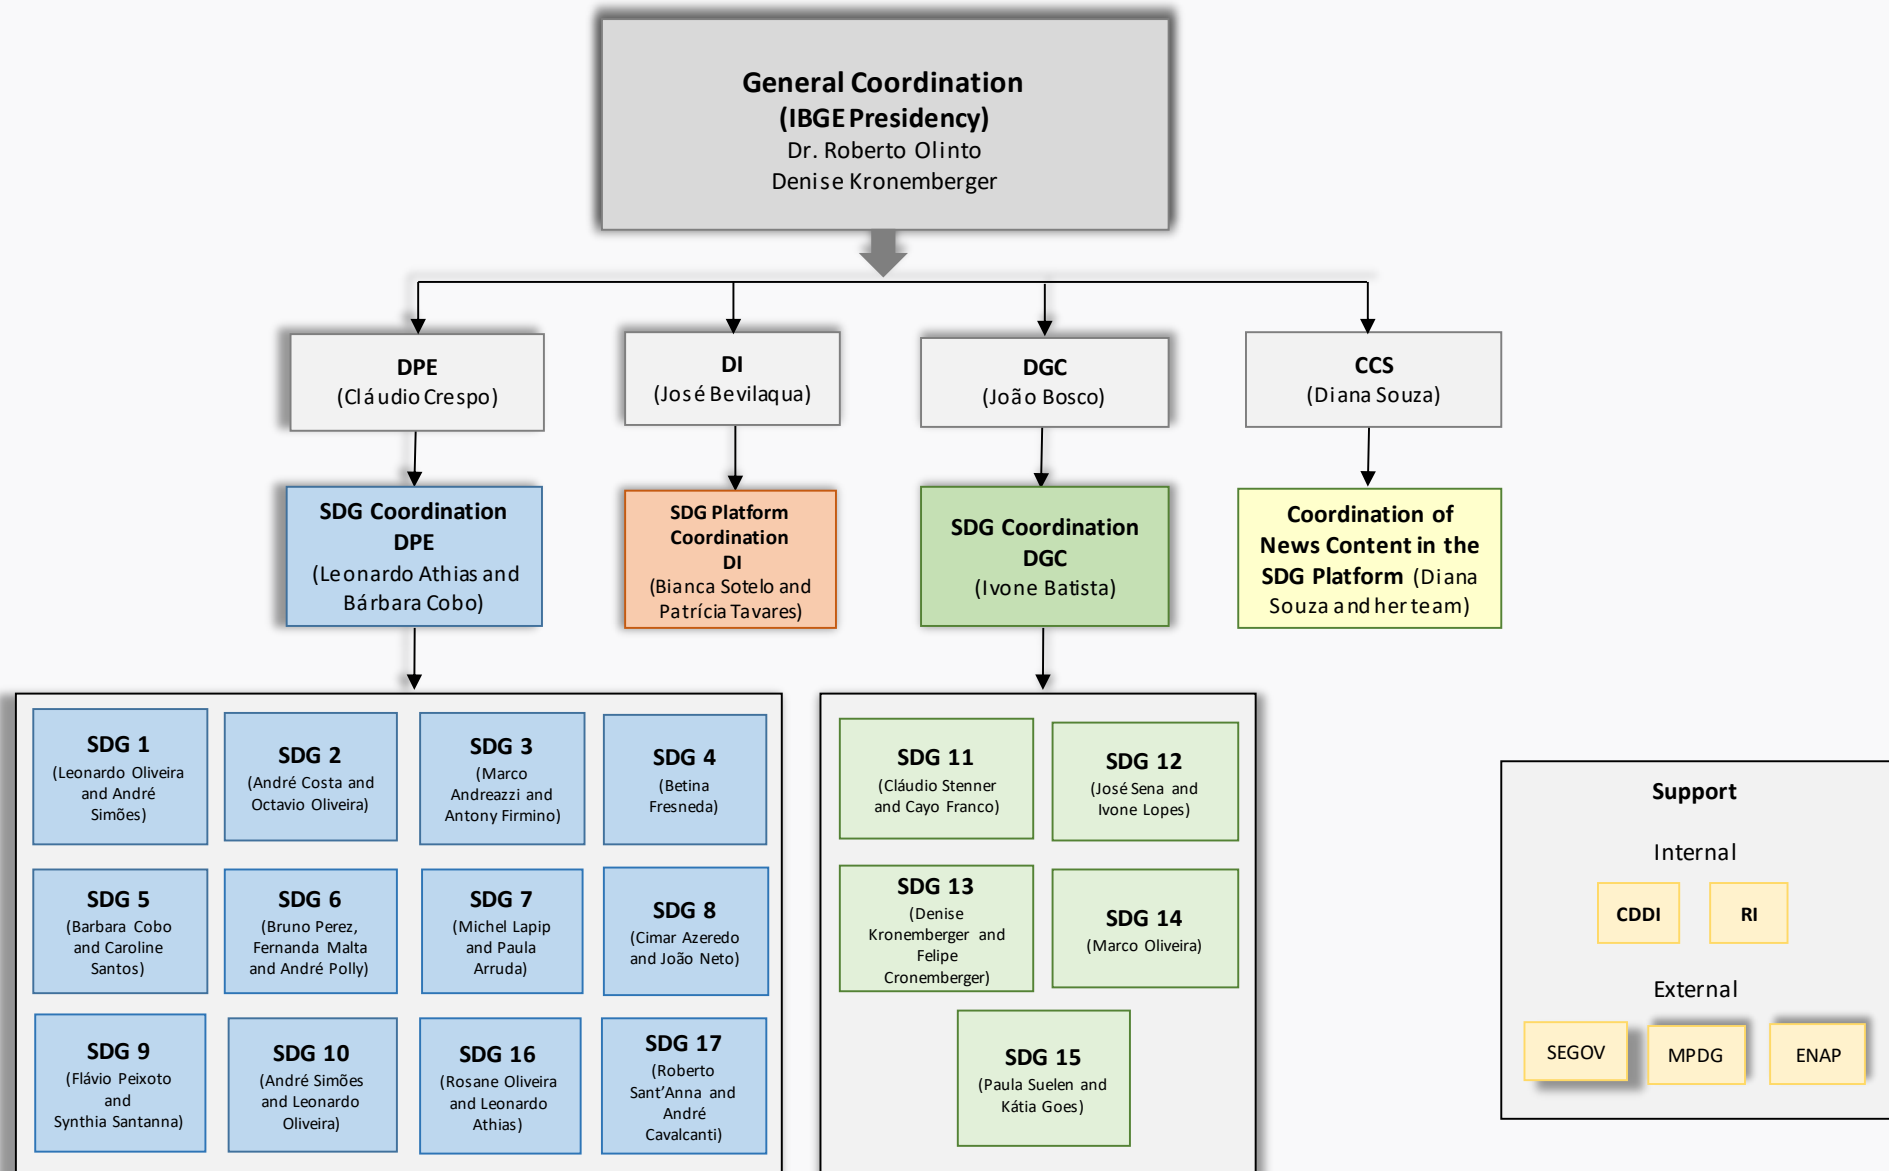 General Coordination
(IBGE Presidency)
Dr. Roberto Olinto
Denise Kronemberger
DPE
(Cláudio Crespo)
DI
(José Bevilaqua)
DGC
(João Bosco)
CCS
(Diana Souza)
SDG Coordination
DPE
(Leonardo Athias and
Bárbara Cobo)
SDG Platform
Coordination
DI
(Bianca Sotelo and
Patrícia Tavares)
SDG Coordination
DGC
(Ivone Batista)
Coordination of
News Content in the
SDG Platform (Diana
Souza and her team)
SDG 1
(Leonardo Oliveira
and André
Simões)
SDG 2
(André Costa and
Octavio Oliveira)
SDG 3
(Marco
Andreazzi and
Antony Firmino)
SDG 4
(Betina
Fresneda)
SDG 5
(Barbara Cobo
and Caroline
Santos)
SDG 6
(Bruno Perez,
Fernanda Malta
and André Polly)
SDG 7
(Michel Lapip
and Paula
Arruda)
SDG 8
(Cimar Azeredo
and João Neto)
SDG 9
(Flávio Peixoto
and
Synthia Santanna)
SDG 10
(André Simões
and Leonardo
Oliveira)
SDG 16
(Rosane Oliveira
and Leonardo
Athias)
SDG 17
(Roberto
Sant’Anna and
André
Cavalcanti)
SDG 11
(Cláudio Stenner
and Cayo Franco)
SDG 12
(José Sena and
Ivone Lopes)
SDG 13
(Denise
Kronemberger and
Felipe
Cronemberger)
SDG 14
(Marco Oliveira)
SDG 15
(Paula Suelen and
Kátia Goes)
Support
Internal
CDDI
RI
External
SEGOV
MPDG
ENAP